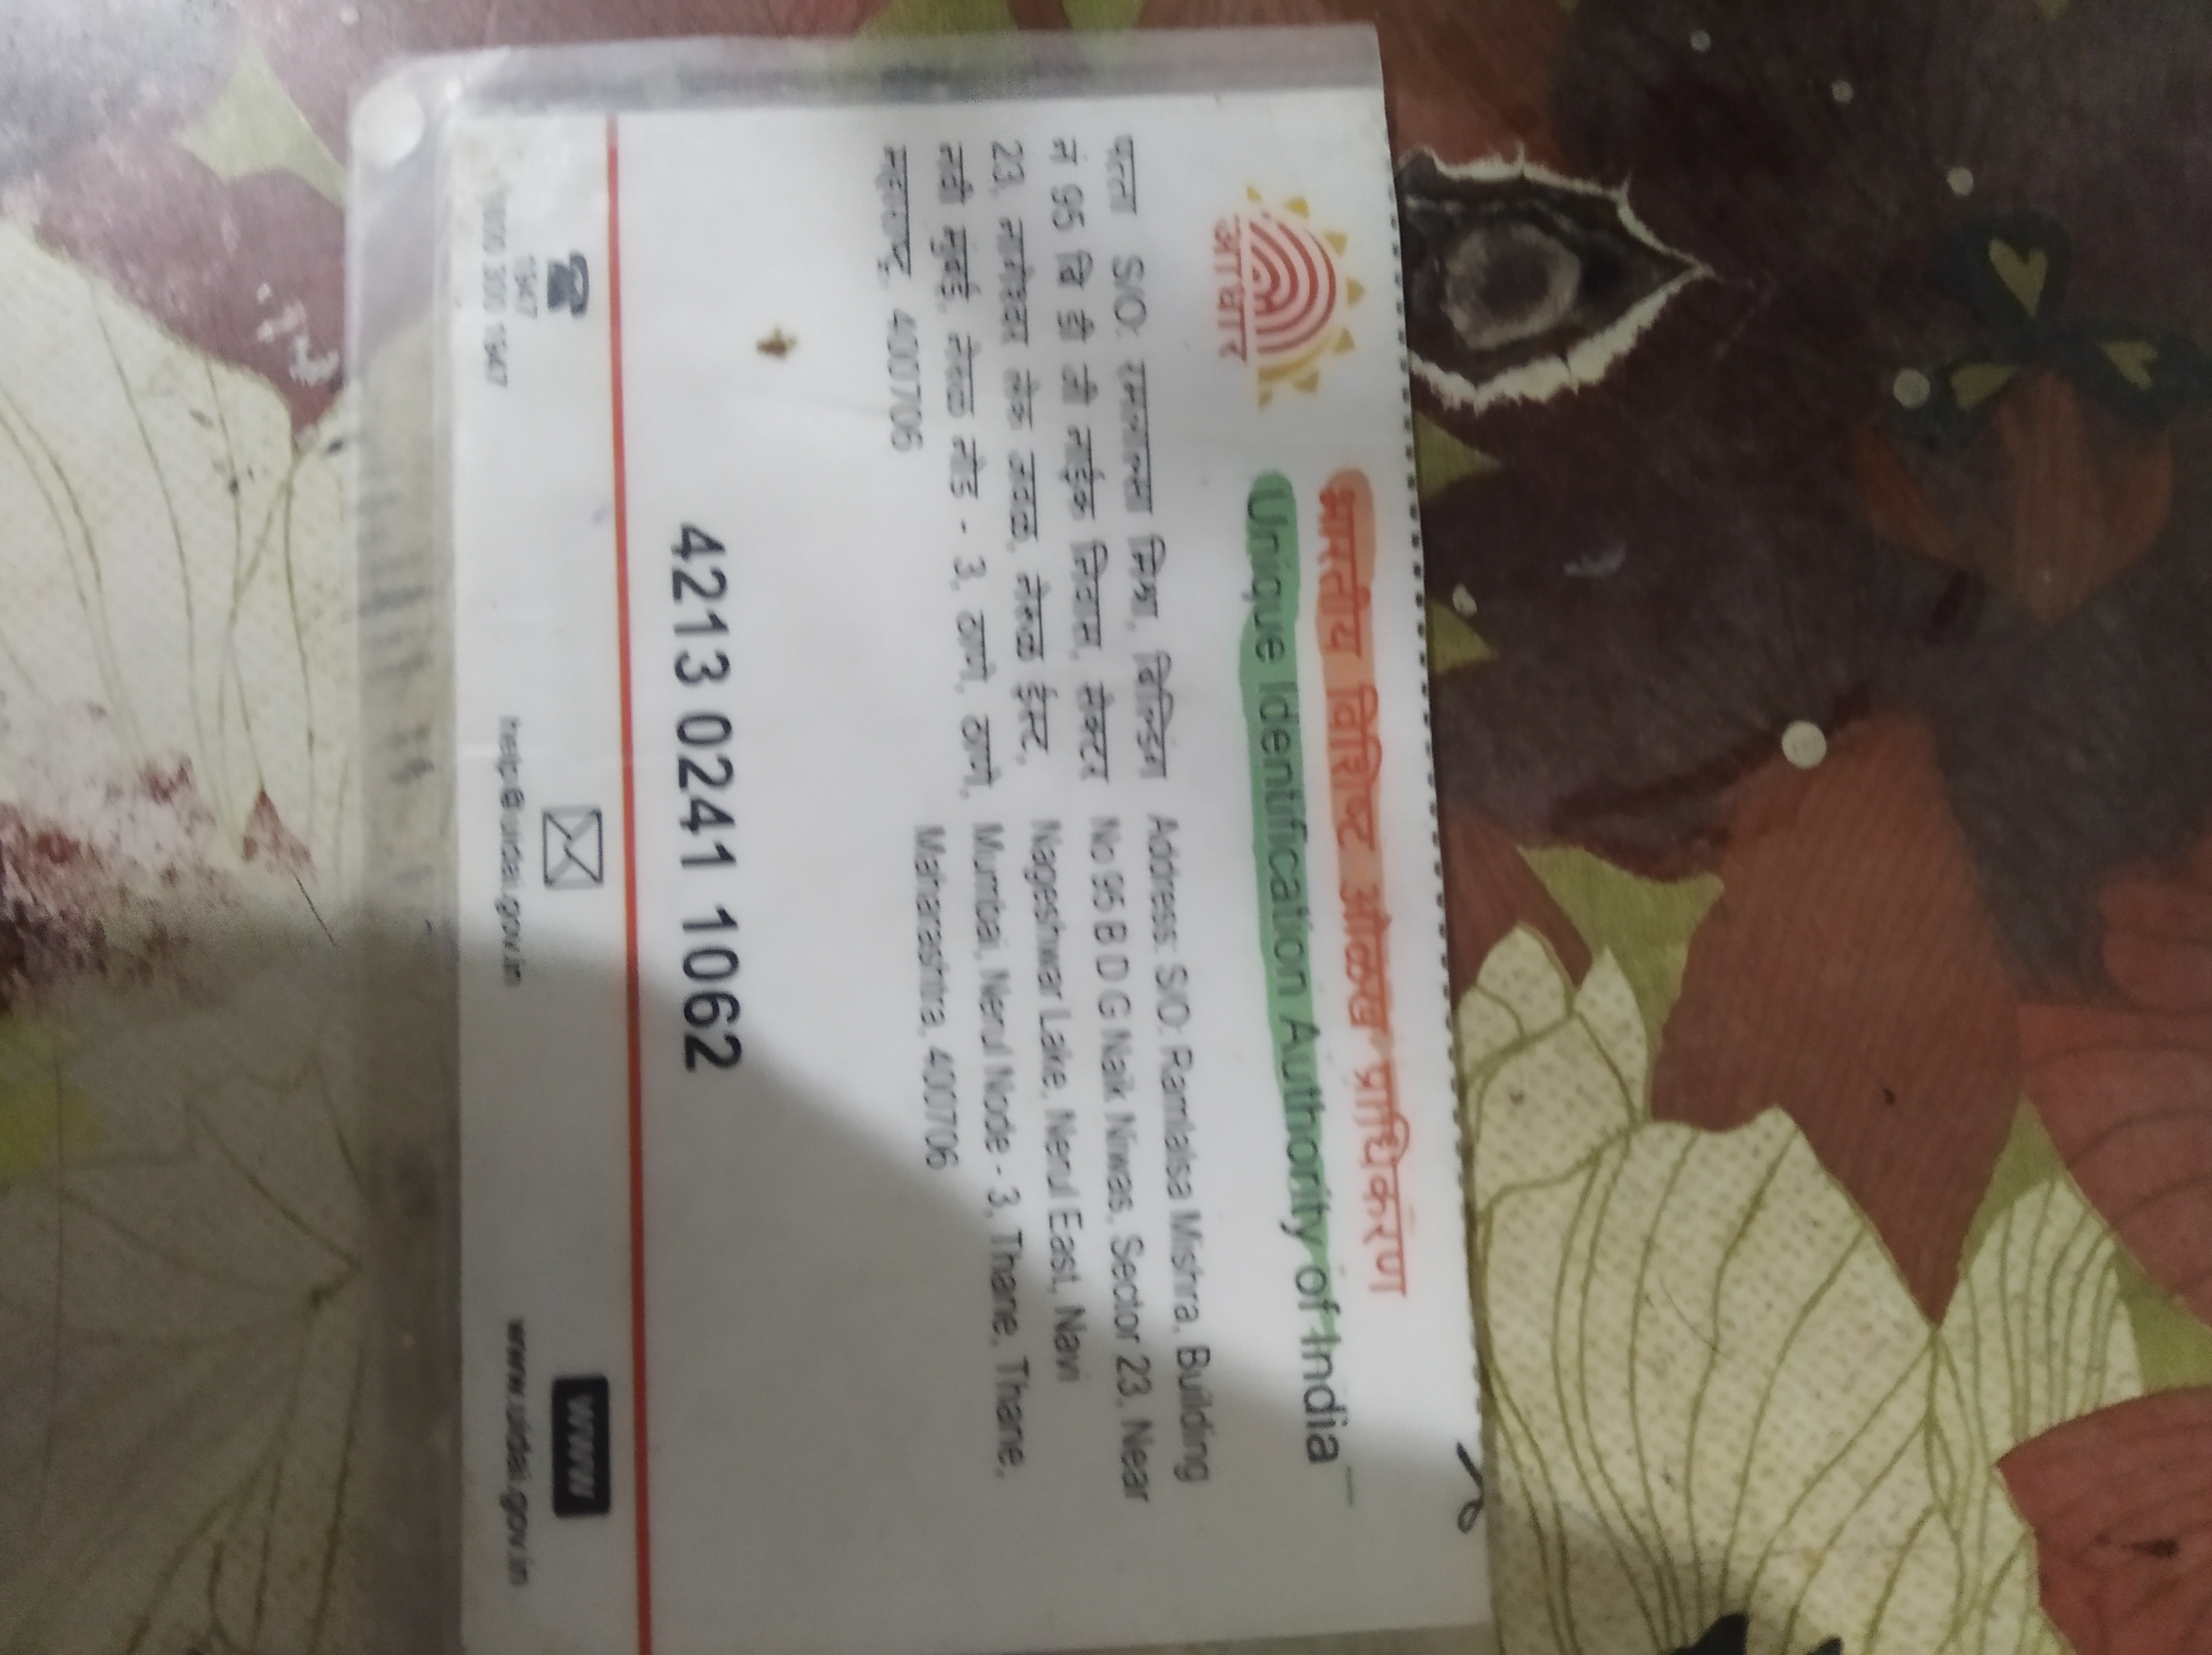 भारतीय विशिष्ट ओळख प्राधिकरण
Unique Identification Authority of India
आधार
पत्ता S/O: रामलालसा मिश्रा, बिल्डिंग
नं 95 बि डी जी नाईक निवास, सेक्टर
23, नागेश्वर लेक जवळ, नेरुळ ईस्ट,
नवी मुंबई, नेरुळ नोड - 3, ठाणे, ठाणे,
महाराष्ट्र, 400706
Address: S/O: Ramlalsa Mishra, Building
No 95 B D G Naik Niwas, Sector 23, Near
Nageshwar Lake, Nerul East, Navi
Mumbai, Nerul Node - 3, Thane, Thane,
Maharashtra, 400706
4213 0241 1062
1947
1800 300 1947
help@uidai.gov.in
WWW
www.uidai.gov.in